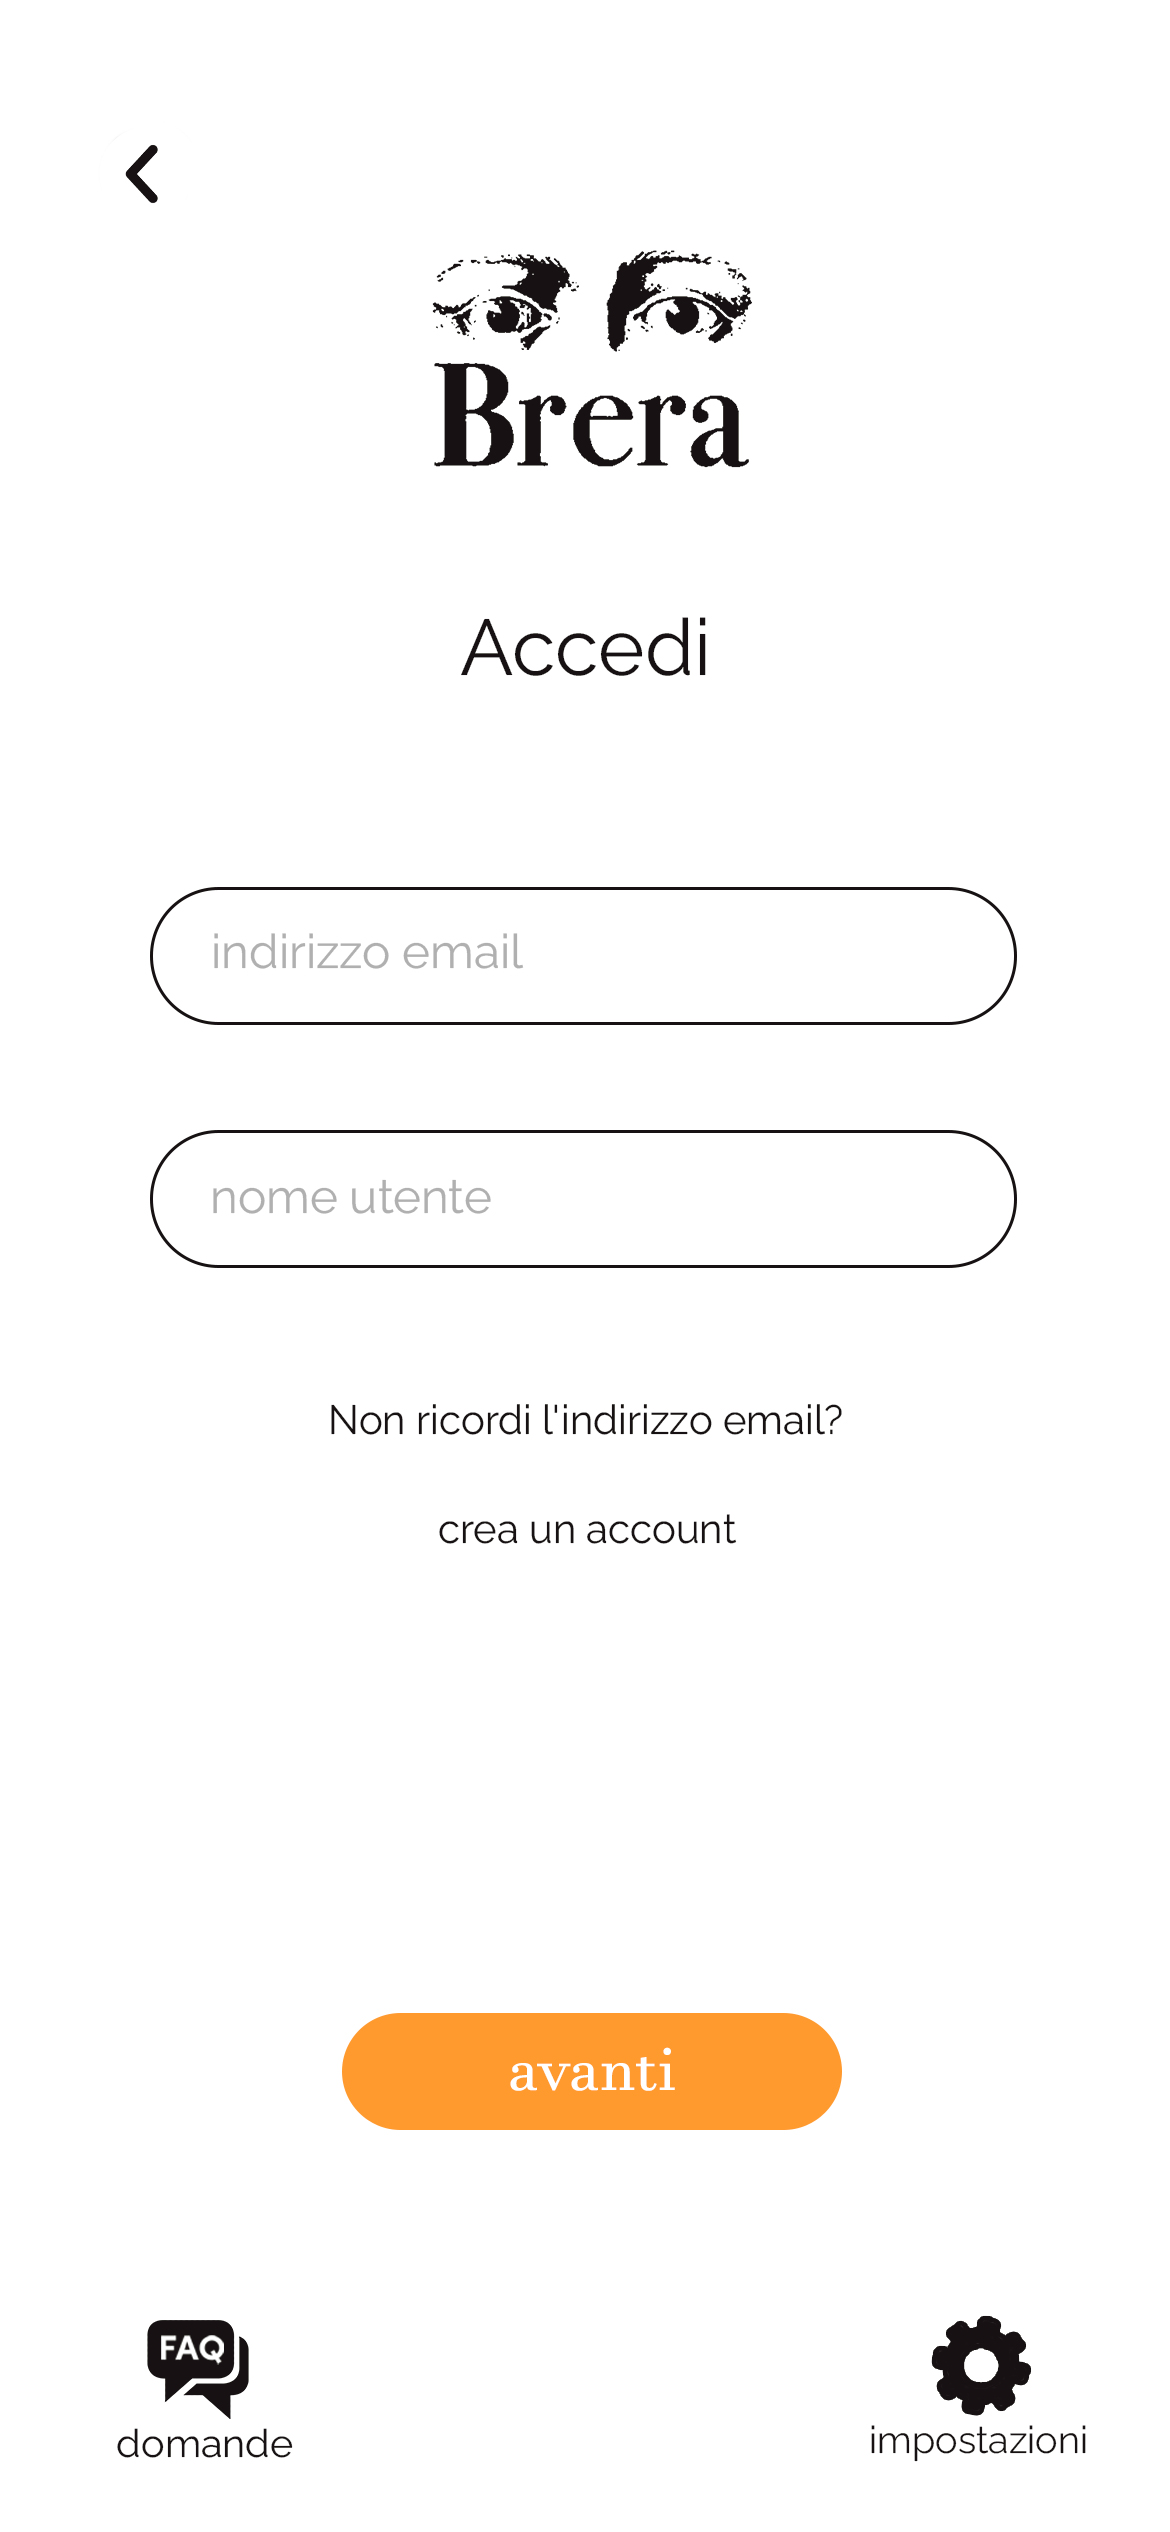 Brera
Accedi
indirizzo email
nome utente
Non ricordi l'indirizzo email?
crea un account
avanti
FAQ
domande
impostazioni